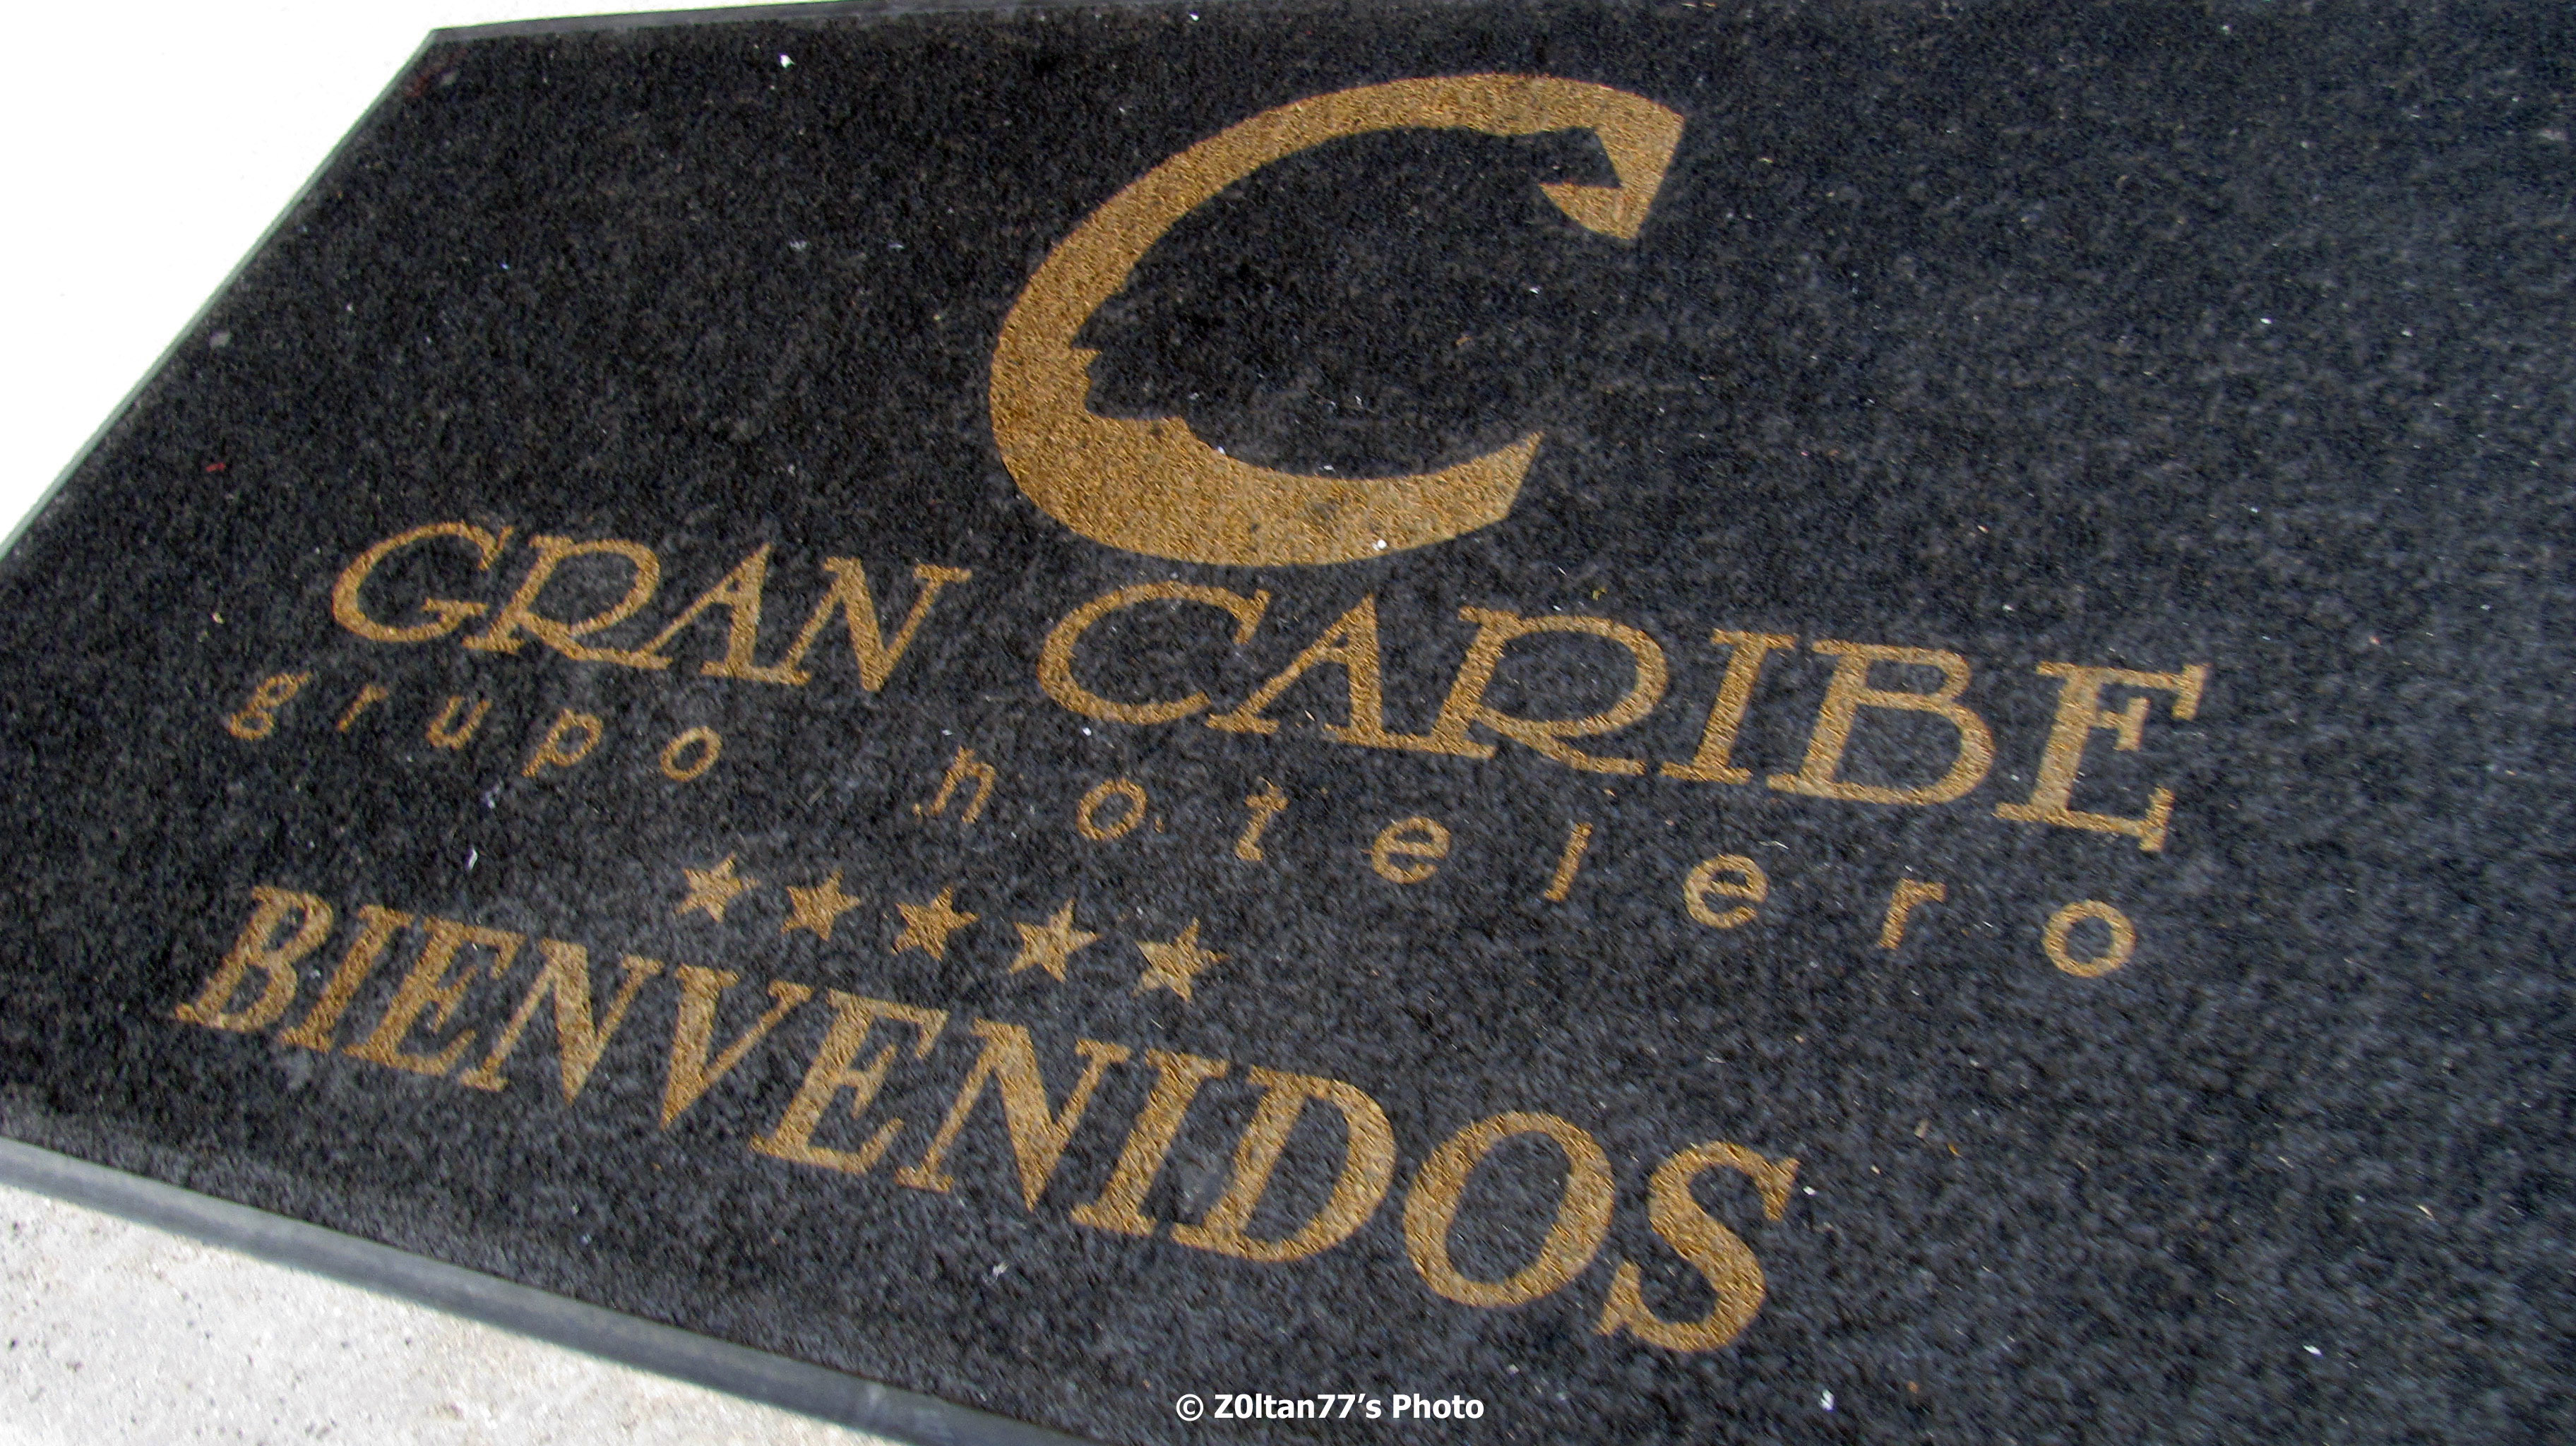 C
GRAN CARIBE
grupo hotelero
★★★★★
BIENVENIDOS
© Z0ltan77’s Photo